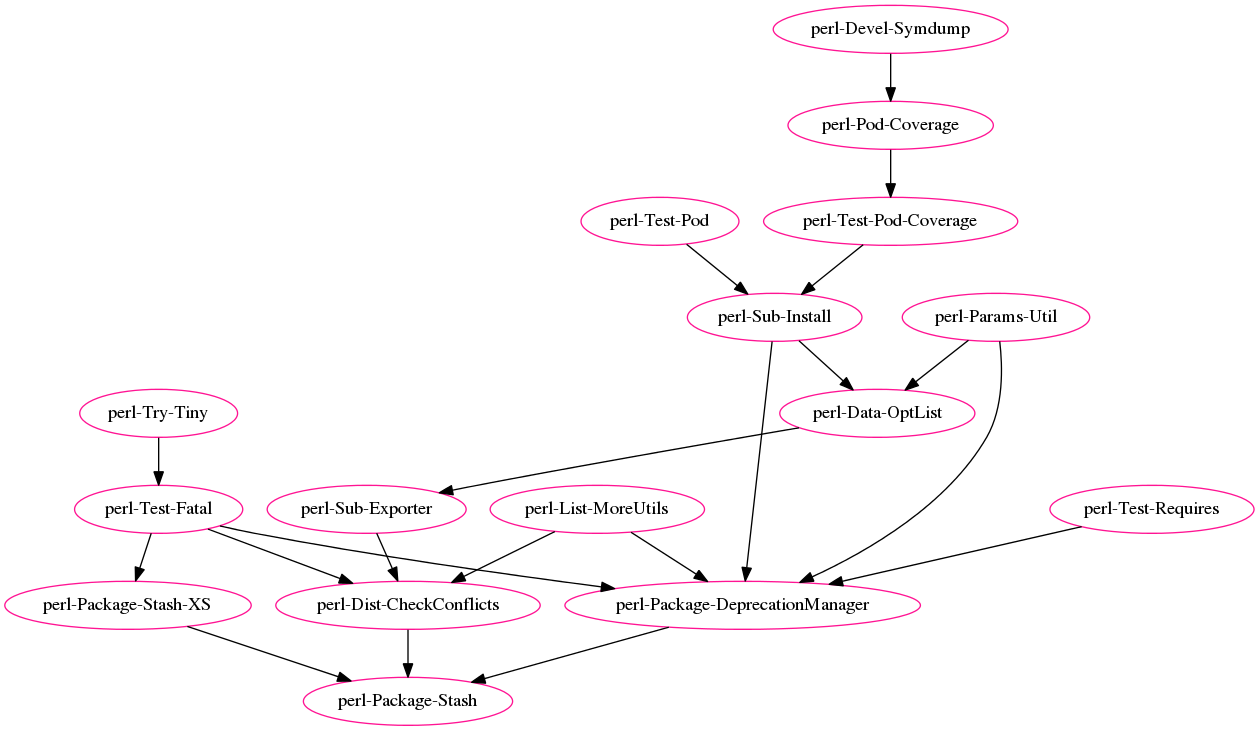 perl-Devel-Symdump
perl-Pod-Coverage
perl-Test-Pod
perl-Test-Pod-Coverage
perl-Sub-Install
perl-Params-Util
perl-Try-Tiny
perl-Data-OptList
perl-Test-Fatal
perl-Sub-Exporter
perl-List-MoreUtils
perl-Test-Requires
perl-Package-Stash-XS
perl-Dist-CheckConflicts
perl-Package-DeprecationManager
perl-Package-Stash